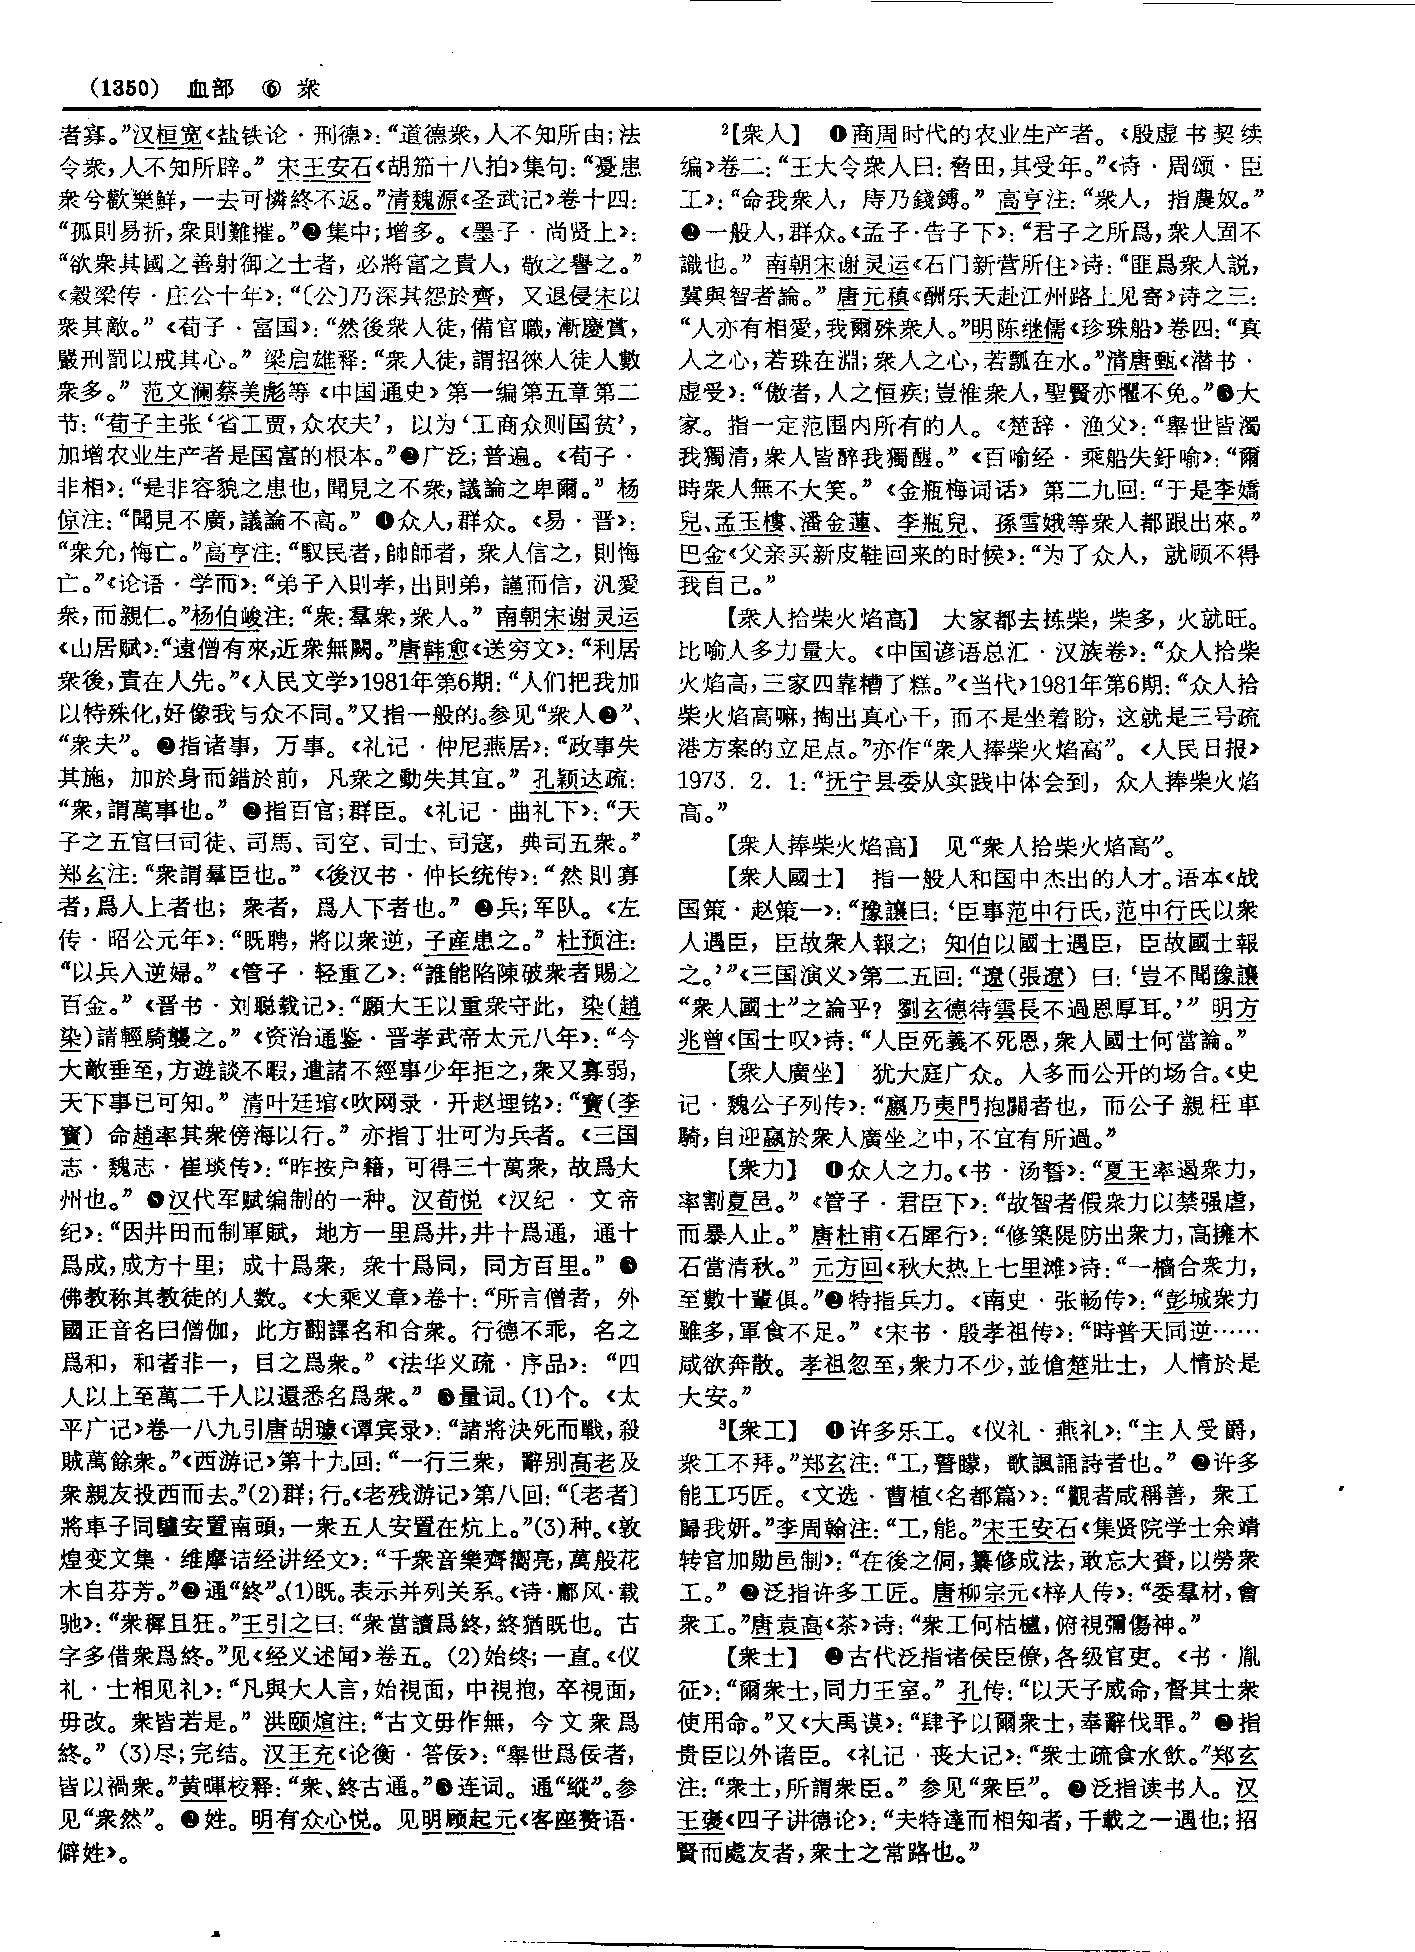 (1350) 血部 ⑥ 衆
者寡。”汉桓宽《盐铁论·刑德》：“道德衆，人不知所由；法
令衆，人不知所辟。” 宋王安石《胡笳十八拍》集句：“憂患
衆兮歡樂鮮，一去可憐終不返。”清魏源《圣武记》卷十四：
“孤則易折，衆則難摧。”❷集中；增多。《墨子·尚贤上》：
“欲衆其國之善射御之士者，必將富之貴人，敬之譽之。”
《穀梁传·庄公十年》：“〔公〕乃深其怨於齊，又退侵宋以
衆其敵。” 《荀子·富国》：“然後衆人徒，備官職，漸慶賞，
嚴刑罰以戒其心。” 梁启雄释：“衆人徒，謂招徠人徒人數
衆多。” 范文澜蔡美彪等《中国通史》第一编第五章第二
节：“荀子主张‘省工贾，众农夫’，以为‘工商众则国贫’，
加增农业生产者是国富的根本。”❸广泛；普遍。《荀子·
非相》：“是非容貌之患也，聞見之不衆，議論之卑爾。” 杨
倞注：“聞見不廣，議論不高。” ❹众人，群众。《易·晋》：
“衆允，悔亡。”高亨注：“馭民者，帥師者，衆人信之，則悔
亡。”《论语·学而》：“弟子入則孝，出則弟，謹而信，汎愛
衆，而親仁。”杨伯峻注：“衆：羣衆，衆人。” 南朝宋谢灵运
《山居赋》：“遠僧有來，近衆無闕。”唐韩愈《送穷文》：“利居
衆後，責在人先。”《人民文学》1981年第6期：“人们把我加
以特殊化，好像我与众不同。”又指一般的。参见“衆人❷”、
“衆夫”。 ❺指诸事，万事。《礼记·仲尼燕居》：“政事失
其施，加於身而錯於前，凡衆之動失其宜。” 孔颖达疏：
“衆，謂萬事也。” ❻指百官；群臣。《礼记·曲礼下》：“天
子之五官曰司徒、司馬、司空、司士、司寇，典司五衆。”
郑玄注：“衆謂羣臣也。” 《後汉书·仲长统传》：“然則寡
者，爲人上者也；衆者，爲人下者也。” ❼兵；军队。《左
传·昭公元年》：“既聘，將以衆逆，子産患之。” 杜预注：
“以兵入逆婦。” 《管子·轻重乙》：“誰能陷陳破衆者賜之
百金。” 《晋书·刘聪载记》：“願大王以重衆守此，染（趙
染）請輕騎襲之。” 《资治通鉴·晋孝武帝太元八年》：“今
大敵垂至，方遊談不暇，遣諸不經事少年拒之，衆又寡弱，
天下事已可知。” 清叶廷琯《吹网录·开赵埋铭》：“寶（李
寶）命趙率其衆傍海以行。” 亦指丁壮可为兵者。《三国
志·魏志·崔琰传》：“昨按户籍，可得三十萬衆，故爲大
州也。” ❽汉代军赋编制的一种。汉荀悦《汉纪·文帝
纪》：“因井田而制軍賦，地方一里爲井，井十爲通，通十
爲成，成方十里；成十爲衆，衆十爲同，同方百里。” ❾
佛教称其教徒的人数。《大乘义章》卷十：“所言僧者，外
國正音名曰僧伽，此方翻譯名和合衆。行德不乖，名之
爲和，和者非一，目之爲衆。” 《法华义疏·序品》：“四
人以上至萬二千人以還悉名爲衆。” ❿量词。(1)个。《太
平广记》卷一八九引唐胡璩《谭宾录》：“諸將決死而戰，殺
賊萬餘衆。”《西游记》第十九回：“一行三衆，辭别高老及
衆親友投西而去。”(2)群；行。《老残游记》第八回：“〔老者〕
將車子同驢安置南頭，一衆五人安置在炕上。”(3)种。《敦
煌变文集·维摩诘经讲经文》：“千衆音樂齊嚮亮，萬般花
木自芬芳。”⓫通“終”。(1)既。表示并列关系。《诗·鄘风·载
驰》：“衆穉且狂。”王引之曰：“衆當讀爲終，終猶既也。古
字多借衆爲終。”见《经义述闻》卷五。(2)始终；一直。《仪
礼·士相见礼》：“凡與大人言，始視面，中視抱，卒視面，
毋改。衆皆若是。” 洪颐煊注：“古文毋作無，今文衆爲
終。” (3)尽；完结。汉王充《论衡·答佞》：“舉世爲佞者，
皆以禍衆。”黄暉校释：“衆、終古通。”⓬连词。通“縱”。参
见“衆然”。 ⓭姓。明有众心悦。见明顾起元《客座赘语·
僻姓》。
²【衆人】 ❶商周时代的农业生产者。《殷虚书契续
编》卷二：“王大令衆人曰：畓田，其受年。”《诗·周颂·臣
工》：“命我衆人，庤乃錢鎛。” 高亨注：“衆人，指農奴。”
❷一般人，群众。《孟子·告子下》：“君子之所爲，衆人固不
識也。” 南朝宋谢灵运《石门新营所住》诗：“匪爲衆人説，
冀與智者論。” 唐元稹《酬乐天赴江州路上见寄》诗之三：
“人亦有相愛，我爾殊衆人。”明陈继儒《珍珠船》卷四：“真
人之心，若珠在淵；衆人之心，若瓢在水。”清唐甄《潜书·
虚受》：“傲者，人之恒疾；豈惟衆人，聖賢亦懼不免。”❸大
家。指一定范围内所有的人。《楚辞·渔父》：“舉世皆濁
我獨清，衆人皆醉我獨醒。” 《百喻经·乘船失釪喻》：“爾
時衆人無不大笑。” 《金瓶梅词话》 第二九回：“于是李嬌
兒、孟玉樓、潘金蓮、李瓶兒、孫雪娥等衆人都跟出來。”
巴金《父亲买新皮鞋回来的时候》：“为了众人，就顾不得
我自己。”
【衆人拾柴火焰高】 大家都去拣柴，柴多，火就旺。
比喻人多力量大。《中国谚语总汇·汉族卷》：“众人拾柴
火焰高，三家四靠糟了糕。”《当代》1981年第6期：“众人拾
柴火焰高嘛，掏出真心干，而不是坐着盼，这就是三号疏
港方案的立足点。”亦作“衆人捧柴火焰高”。《人民日报》
1973．2．1：“抚宁县委从实践中体会到，众人捧柴火焰
高。”
【衆人捧柴火焰高】 见“衆人拾柴火焰高”。
【衆人國士】 指一般人和国中杰出的人才。语本《战
国策·赵策一》：“豫讓曰：‘臣事范中行氏，范中行氏以衆
人遇臣，臣故衆人報之；知伯以國士遇臣，臣故國士報
之。’”《三国演义》第二五回：“遼（張遼）曰：‘豈不聞豫讓
“衆人國士”之論乎？劉玄德待雲長不過恩厚耳。’” 明方
兆曾《国士叹》诗：“人臣死義不死恩，衆人國士何當論。”
【衆人廣坐】 犹大庭广众。人多而公开的场合。《史
记·魏公子列传》：“嬴乃夷門抱關者也，而公子親枉車
騎，自迎嬴於衆人廣坐之中，不宜有所過。”
【衆力】 ❶众人之力。《书·汤誓》：“夏王率遏衆力，
率割夏邑。” 《管子·君臣下》：“故智者假衆力以禁强虐，
而暴人止。” 唐杜甫《石犀行》：“修築隄防出衆力，高擁木
石當清秋。” 元方回《秋大热上七里滩》诗：“一檣合衆力，
至數十輩俱。”❷特指兵力。《南史·张畅传》：“彭城衆力
雖多，軍食不足。” 《宋书·殷孝祖传》：“時普天同逆……
咸欲奔散。孝祖忽至，衆力不少，並傖楚壯士，人情於是
大安。”
³【衆工】 ❶许多乐工。《仪礼·燕礼》：“主人受爵，
衆工不拜。”郑玄注：“工，瞽矇，歌諷誦詩者也。” ❷许多
能工巧匠。《文选·曹植〈名都篇〉》：“觀者咸稱善，衆工
歸我妍。”李周翰注：“工，能。”宋王安石《集贤院学士余靖
转官加勋邑制》：“在後之侗，纂修成法，敢忘大賚，以勞衆
工。” ❸泛指许多工匠。唐柳宗元《梓人传》：“委羣材，會
衆工。”唐袁高《茶》诗：“衆工何枯櫨，俯視彌傷神。”
【衆士】 ❶古代泛指诸侯臣僚，各级官吏。《书·胤
征》：“爾衆士，同力王室。” 孔传：“以天子威命，督其士衆
使用命。”又《大禹谟》：“肆予以爾衆士，奉辭伐罪。” ❷指
贵臣以外诸臣。《礼记·丧大记》：“衆士疏食水飲。”郑玄
注：“衆士，所謂衆臣。” 参见“衆臣”。 ❸泛指读书人。汉
王褒《四子讲德论》：“夫特達而相知者，千載之一遇也；招
賢而處友者，衆士之常路也。”